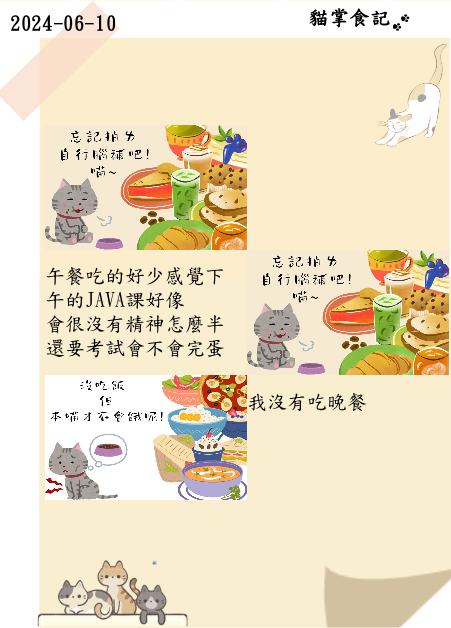 2024-06-10
貓掌食記
忘記拍ㄌ
自行腦補吧!
喵~
午餐吃的好少感覺下
午的JAVA課好像
會很沒有精神怎麼半
還要考試會不會完蛋
忘記拍ㄌ
自行腦補吧!
喵~
沒吃飯
但
本喵才不會餓呢!
我沒有吃晚餐